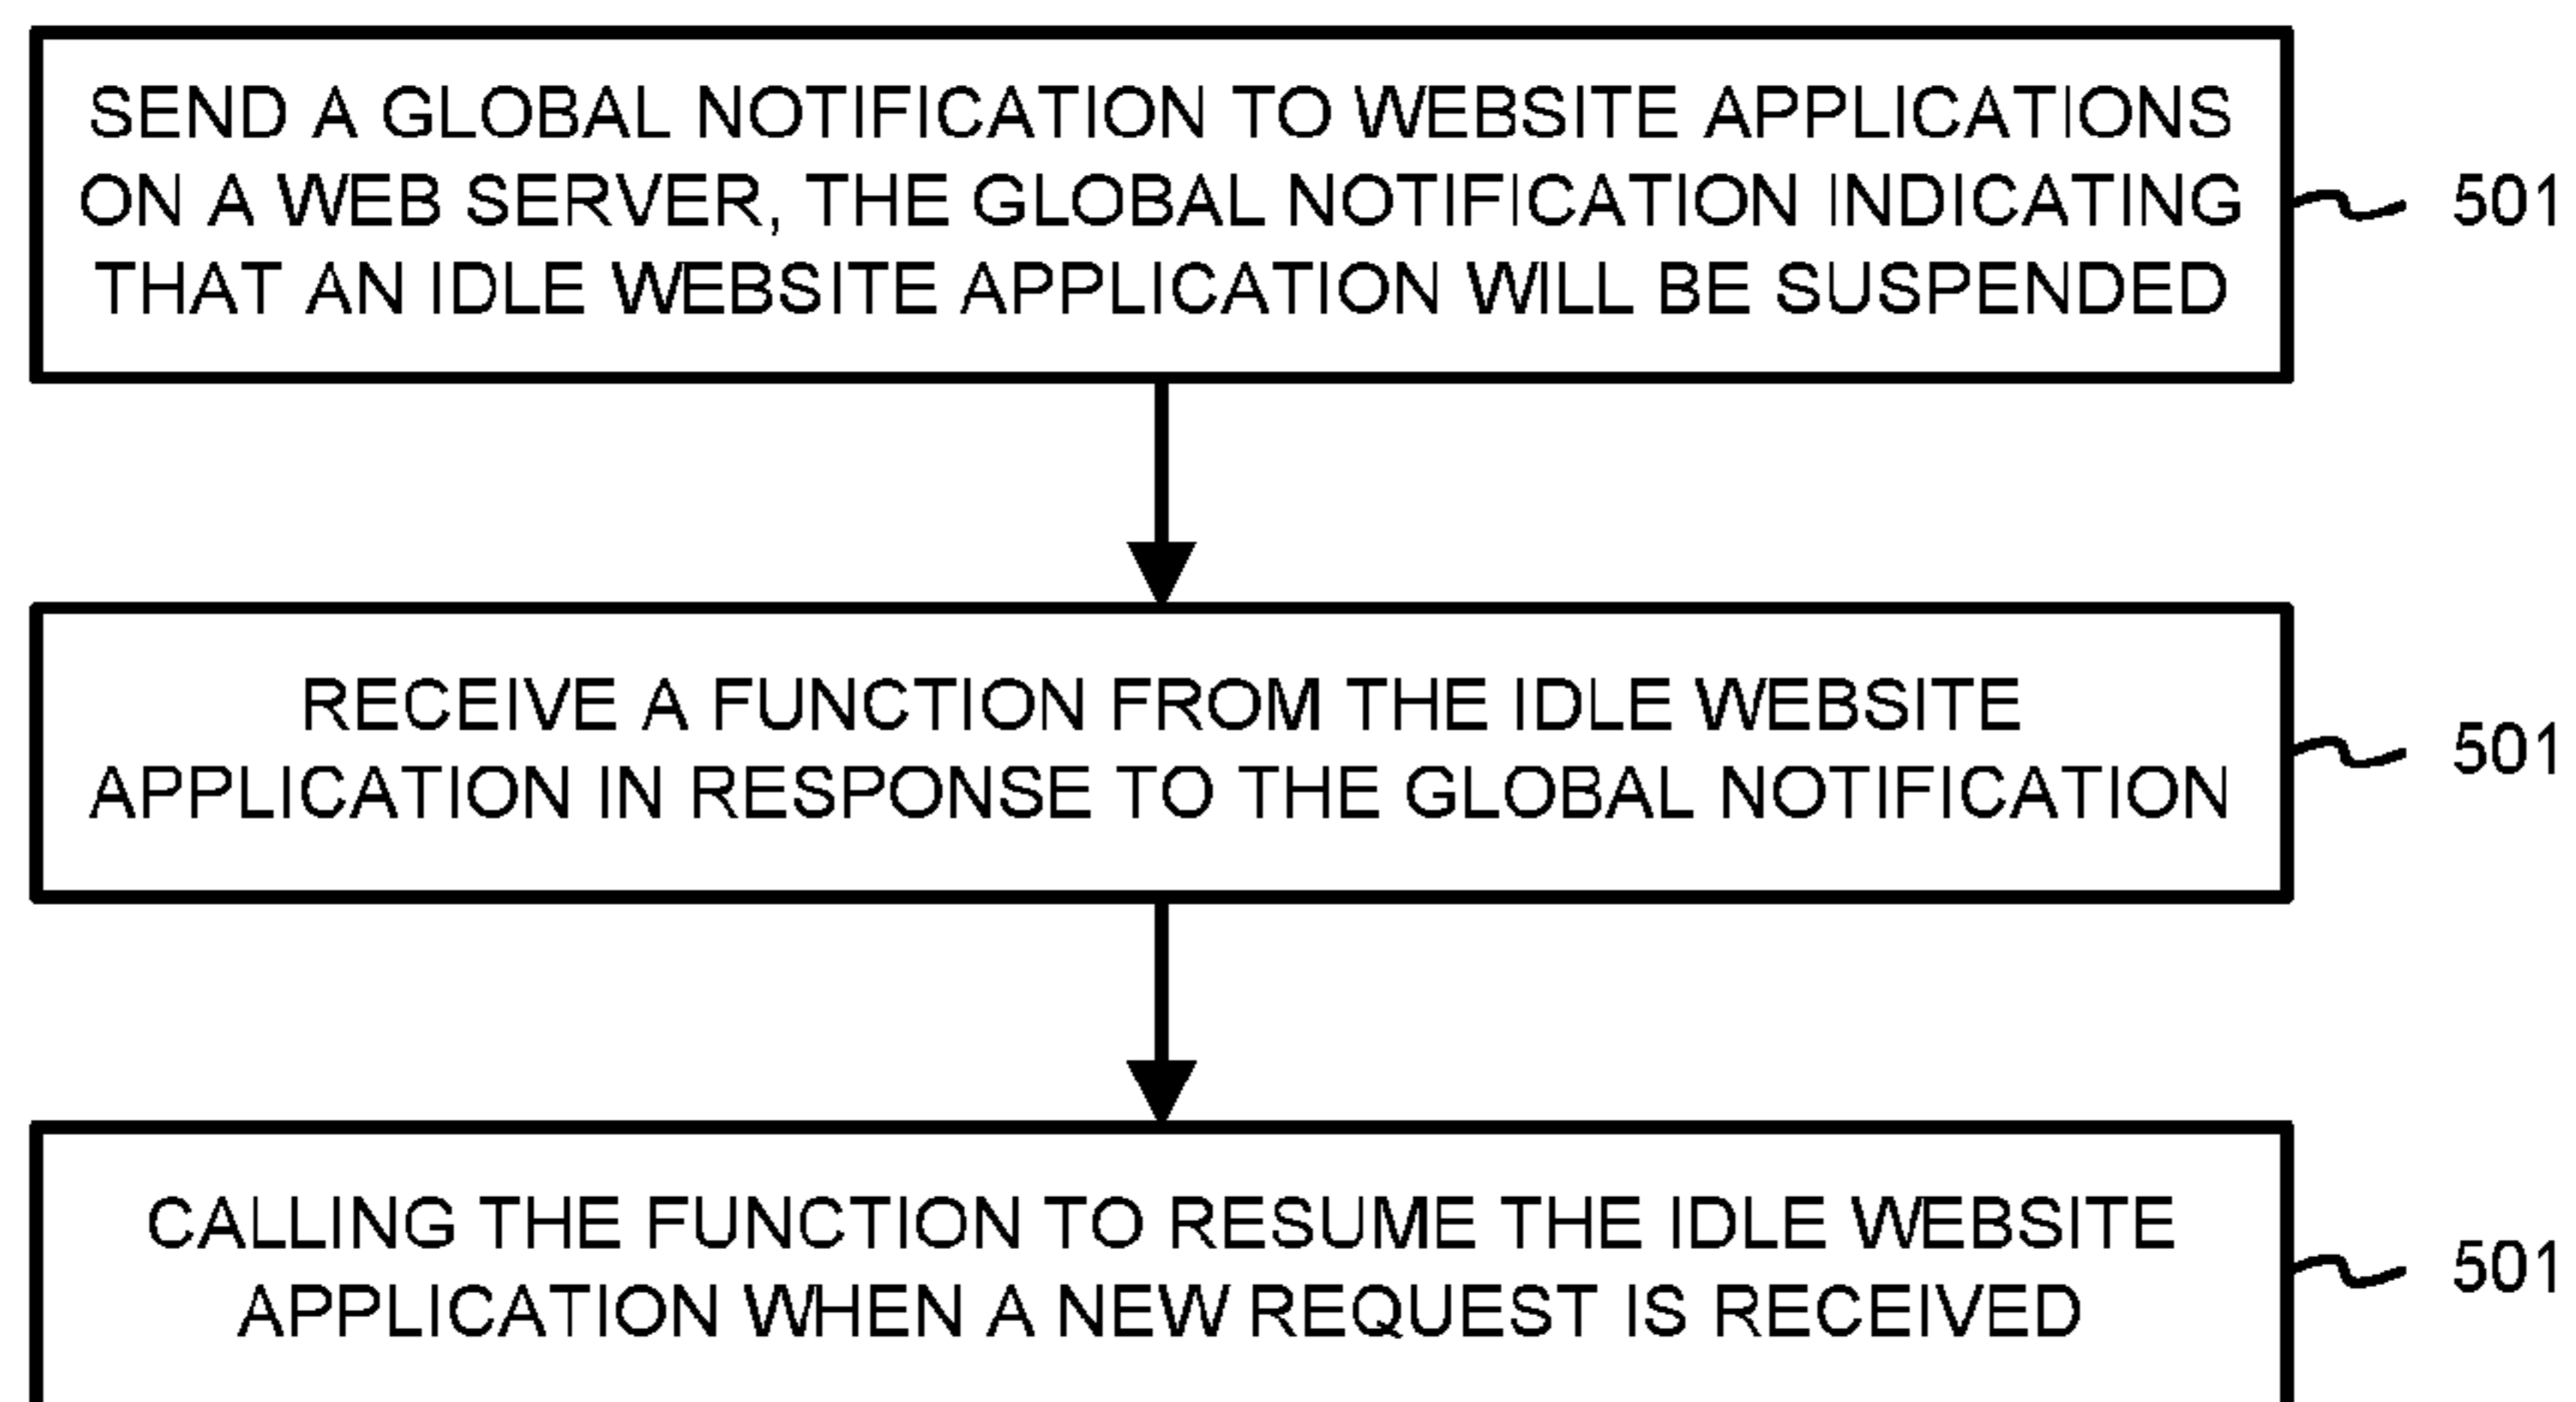 SEND A GLOBAL NOTIFICATION TO WEBSITE APPLICATIONS
ON A WEB SERVER, THE GLOBAL NOTIFICATION INDICATING
THAT AN IDLE WEBSITE APPLICATION WILL BE SUSPENDED
501
RECEIVE A FUNCTION FROM THE IDLE WEBSITE
APPLICATION IN RESPONSE TO THE GLOBAL NOTIFICATION
501
CALLING THE FUNCTION TO RESUME THE IDLE WEBSITE
APPLICATION WHEN A NEW REQUEST IS RECEIVED
501